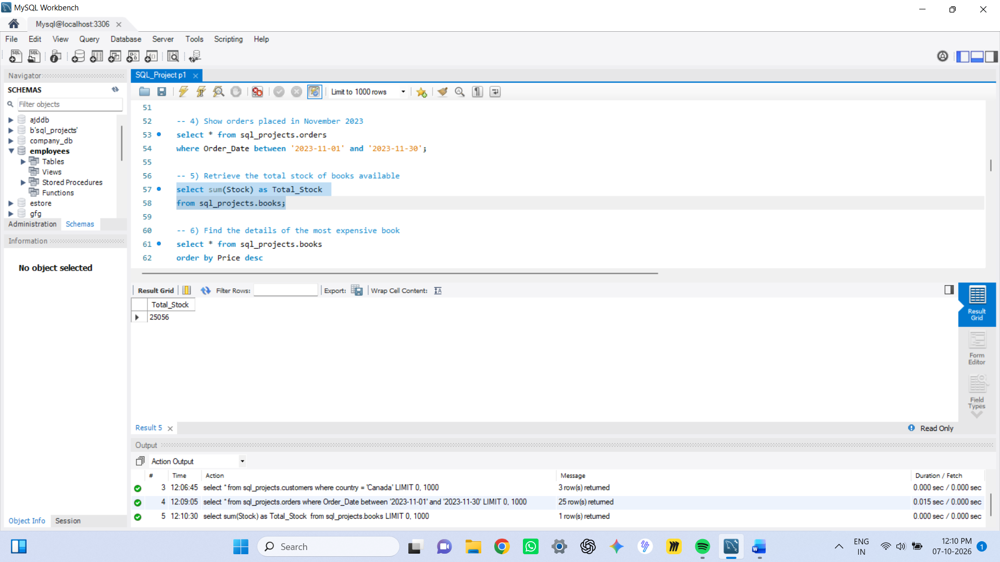 MySQL Workbench
Mysql@localhost:3306
File Edit View Query Database Server Tools Scripting Help
Navigator
SCHEMAS
Filter objects
ajddb
b'sql_projects'
company_db
employees
Tables
Views
Stored Procedures
Functions
estore
gfg
Administration Schemas
Information
No object selected
Object Info Session
SQL_Project p1
Limit to 1000 rows
51
52 -- 4) Show orders placed in November 2023
53 select * from sql_projects.orders
54 where Order_Date between '2023-11-01' and '2023-11-30';
55
56 -- 5) Retrieve the total stock of books available
57 select sum(Stock) as Total_Stock
58 from sql_projects.books;
59
60 -- 6) Find the details of the most expensive book
61 select * from sql_projects.books
62 order by Price desc
Result Grid Filter Rows: Export: Wrap Cell Content:
Total_Stock
25056
Result Grid
Form Editor
Field Types
Result 5
Read Only
Output
Action Output
# Time Action Message Duration / Fetch
3 12:06:45 select * from sql_projects.customers where country = 'Canada' LIMIT 0, 1000 3 row(s) returned 0.000 sec / 0.000 sec
4 12:09:05 select * from sql_projects.orders where Order_Date between '2023-11-01' and '2023-11-30' LIMIT 0, 1000 25 row(s) returned 0.015 sec / 0.000 sec
5 12:10:30 select sum(Stock) as Total_Stock from sql_projects.books LIMIT 0, 1000 1 row(s) returned 0.000 sec / 0.000 sec
Search
ENG
IN
12:10 PM
07-10-2026
1